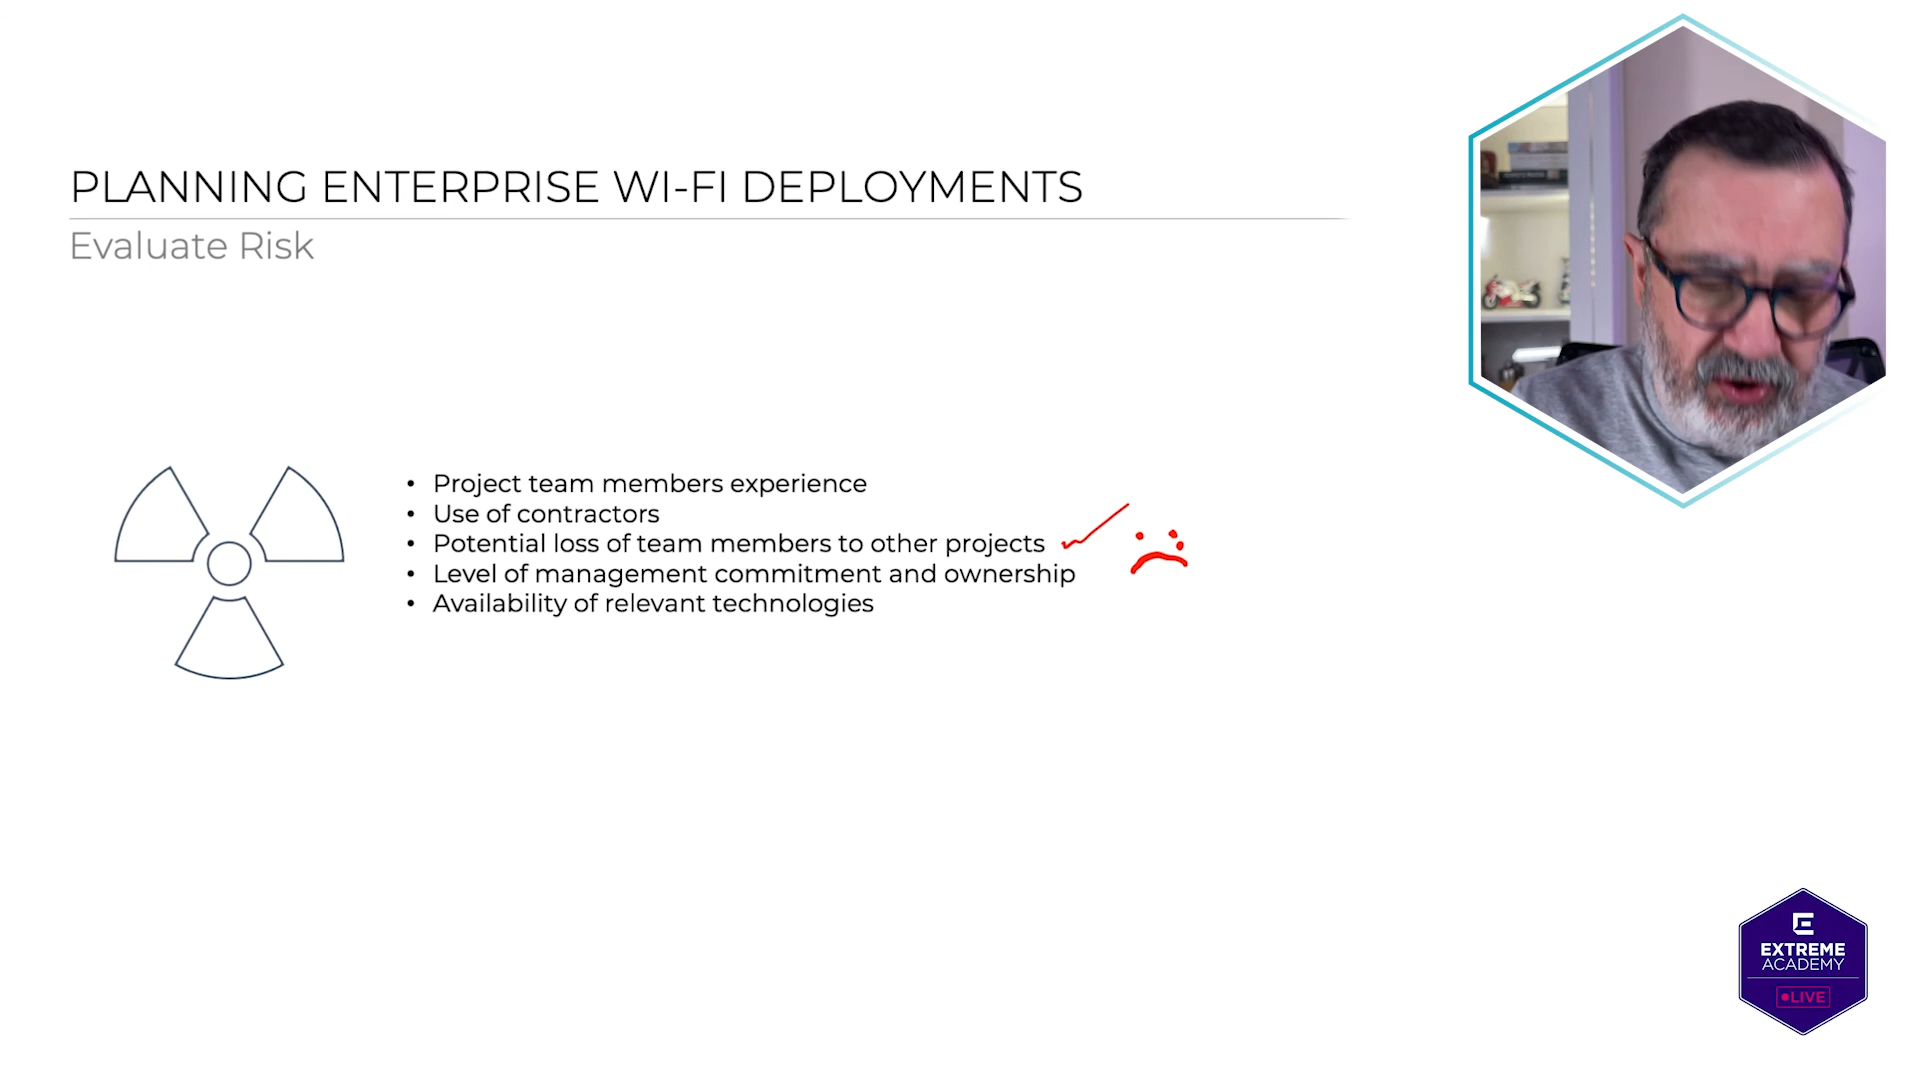 PLANNING ENTERPRISE WI-FI DEPLOYMENTS
Evaluate Risk
• Project team members experience
• Use of contractors
• Potential loss of team members to other projects
• Level of management commitment and ownership
• Availability of relevant technologies
EXTREME
ACADEMY
LIVE